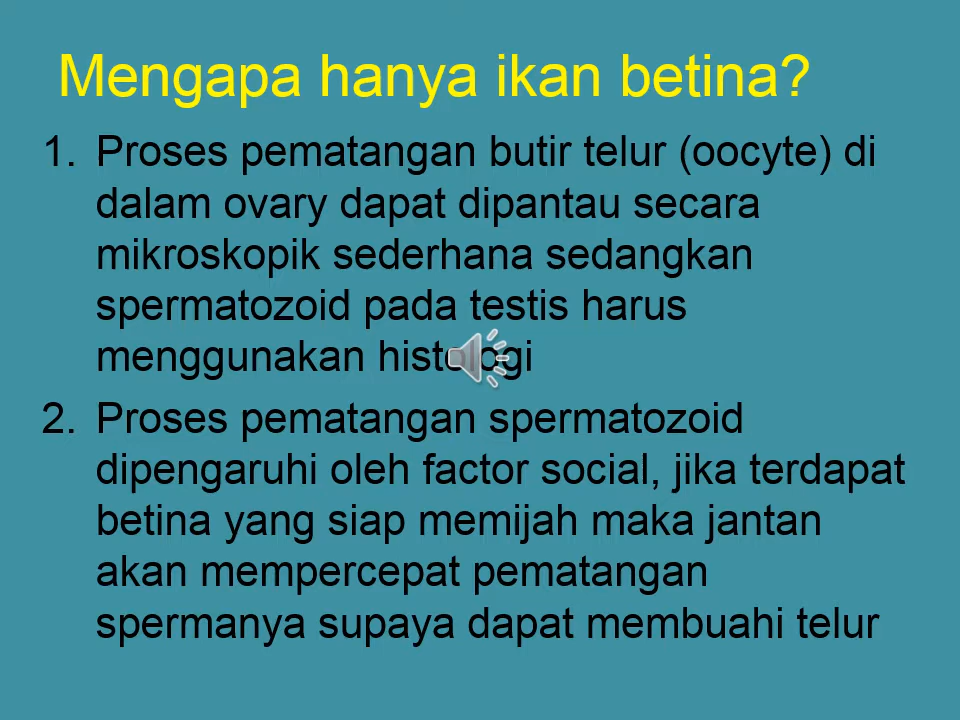 Mengapa hanya ikan betina?
1. Proses pematangan butir telur (oocyte) di
dalam ovary dapat dipantau secara
mikroskopik sederhana sedangkan
spermatozoid pada testis harus
menggunakan histologi
2. Proses pematangan spermatozoid
dipengaruhi oleh factor social, jika terdapat
betina yang siap memijah maka jantan
akan mempercepat pematangan
spermanya supaya dapat membuahi telur